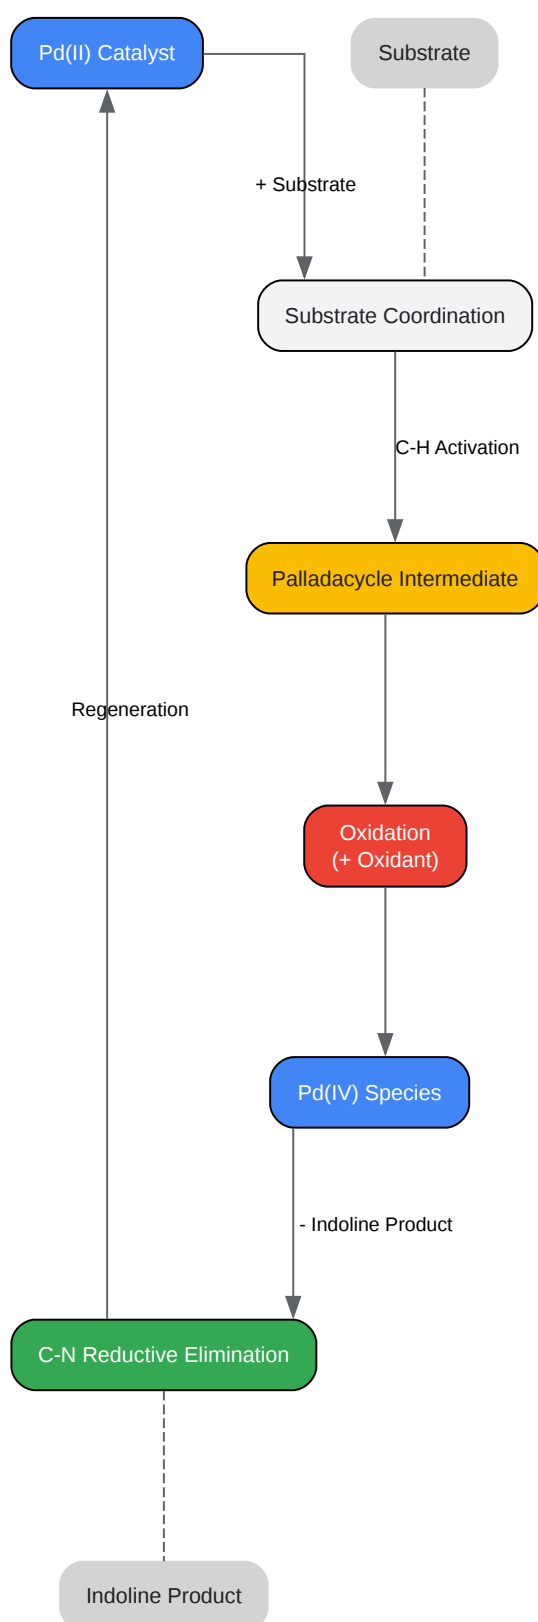 Pd(II) Catalyst
Substrate
+ Substrate
Substrate Coordination
C-H Activation
Palladacycle Intermediate
Regeneration
Oxidation
(+ Oxidant)
Pd(IV) Species
- Indoline Product
C-N Reductive Elimination
Indoline Product